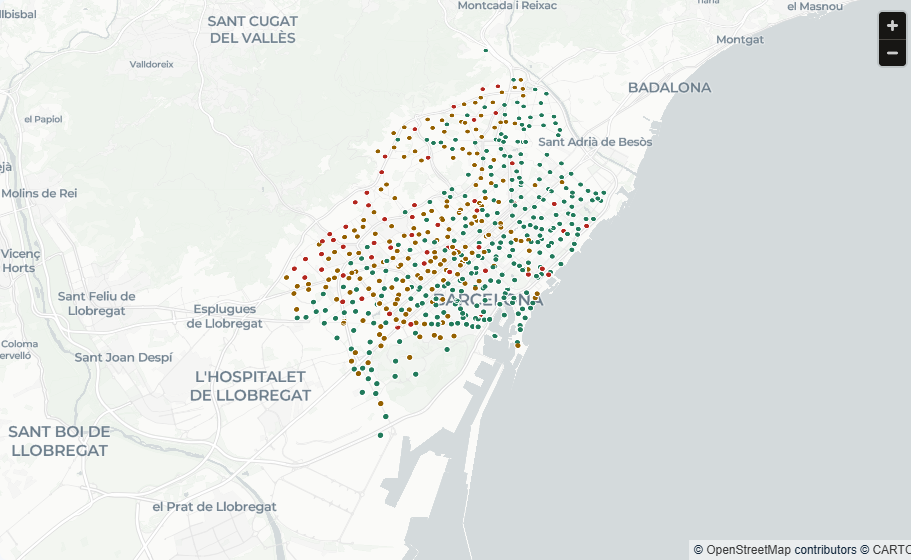 Montcada i Reixac
el Masnou
SANT CUGAT
DEL VALLÈS
Montgat
Valldoreix
BADALONA
el Papiol
Sant Adrià de Besòs
Molins de Rei
Vicenç
Horts
Sant Feliu de
Llobregat
Esplugues
de Llobregat
BARCELONA
Coloma
ervelló
Sant Joan Despí
L'HOSPITALET
DE LLOBREGAT
SANT BOI DE
LLOBREGAT
el Prat de Llobregat
+
−
© OpenStreetMap contributors © CARTO